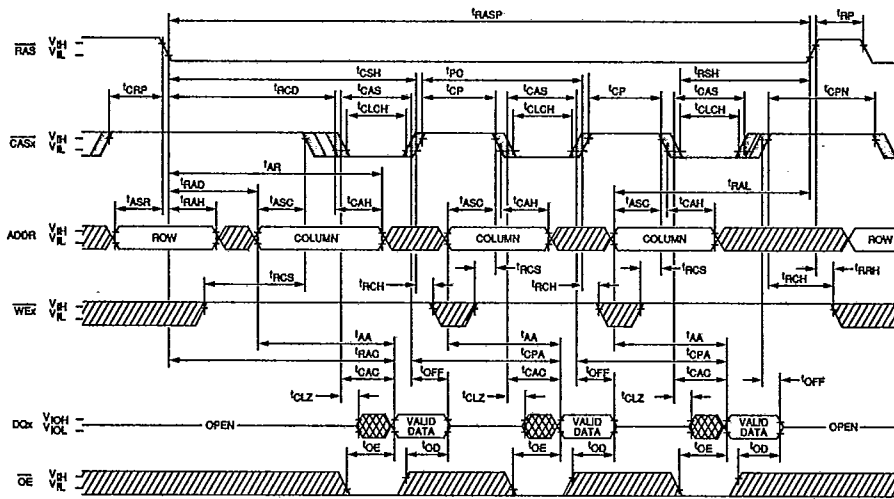 tRASP
tRP
RAS
VIH
VIL
tCSH
tPC
tRSH
tCRP
tRCD
tCAS
tCP
tCAS
tCP
tCAS
tCPN
tCLCH
tCLCH
tCLCH
CASx
VIH
VIL
tAR
tRAD
tRAL
tASR
tRAH
tASC
tCAH
tASC
tCAH
tASC
tCAH
ADDR
VIH
VIL
ROW
COLUMN
COLUMN
COLUMN
ROW
tRCS
tRCH
tRCS
tRCH
tRCS
tRCH
tRRH
WEx
VIH
VIL
tAA
tAA
tAA
tRAC
tCPA
tCPA
tCAC
tOFF
tCAC
tOFF
tCAC
tOFF
tCLZ
tCLZ
tCLZ
DQx
VIOH
VIOL
OPEN
VALID
DATA
VALID
DATA
VALID
DATA
OPEN
tOE
tOD
tOE
tOD
tOE
tOD
OE
VIH
VIL